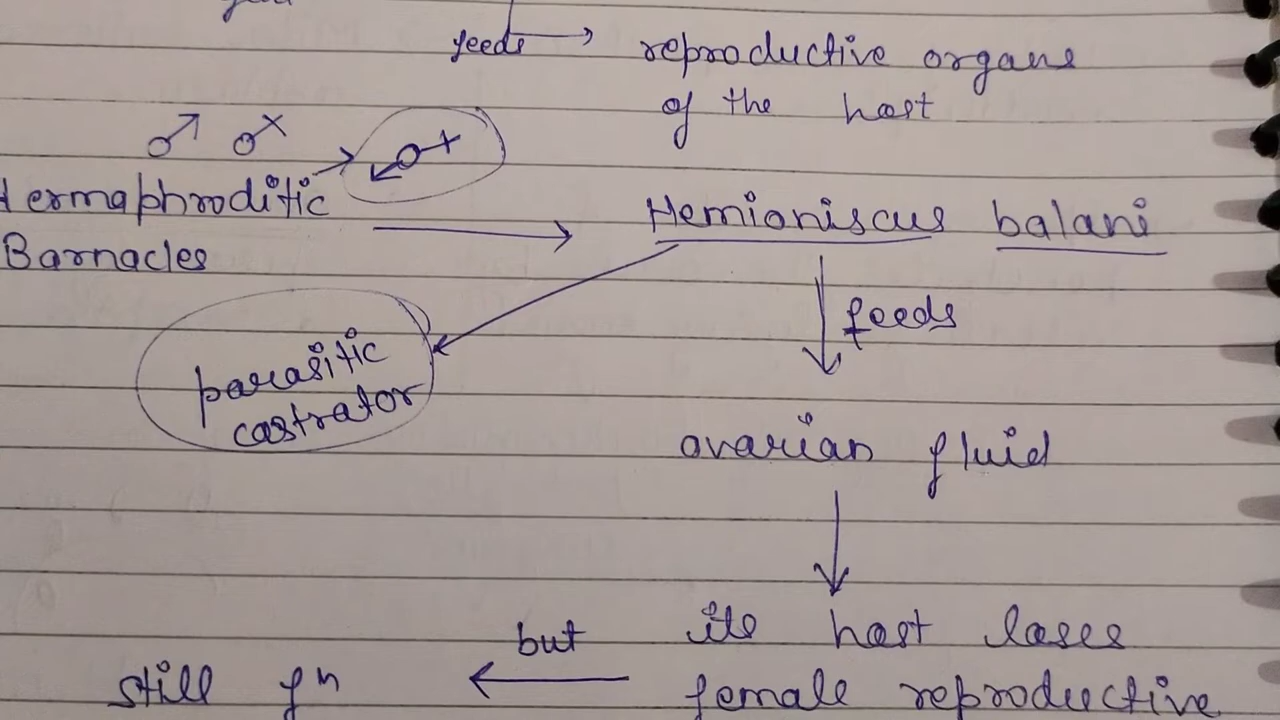 feeds → reproductive organs
of the host
♂ ♀ → 
Hermaphroditic → Hemioniscus balani
Barnacles
feeds
parasitic
castrator
ovarian fluid
but its host loses
still fn ← female reproductive